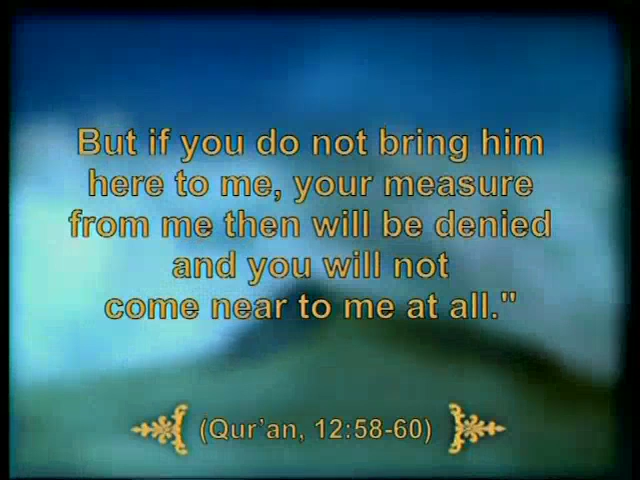 But if you do not bring him
here to me, your measure
from me then will be denied
and you will not
come near to me at all."
(Qur'an, 12:58-60)